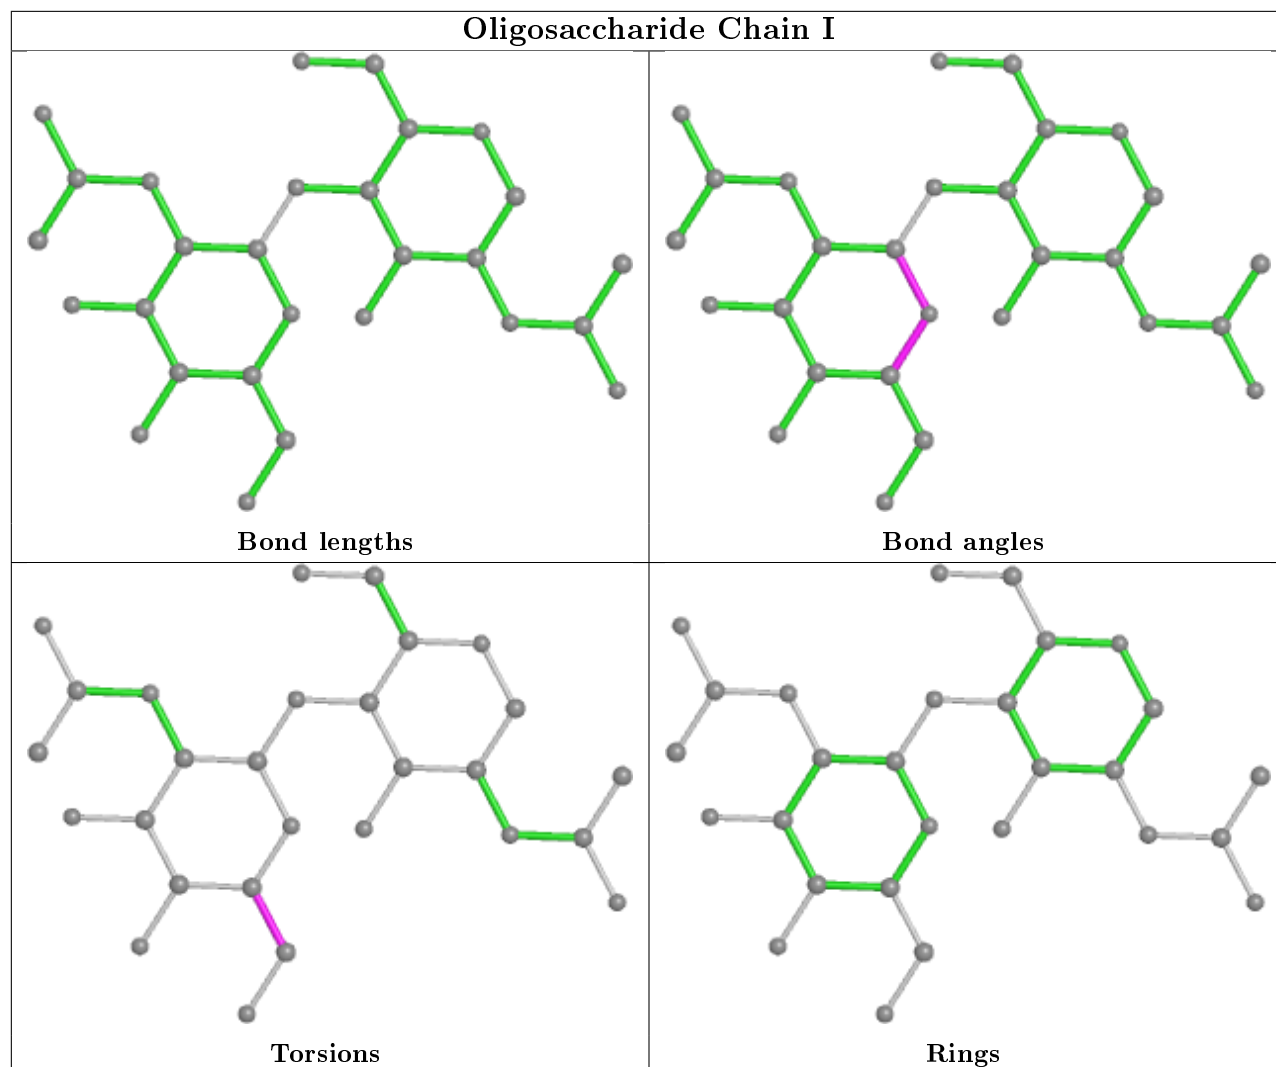 Oligosaccharide Chain I
Bond lengths
Bond angles
Torsions
Rings